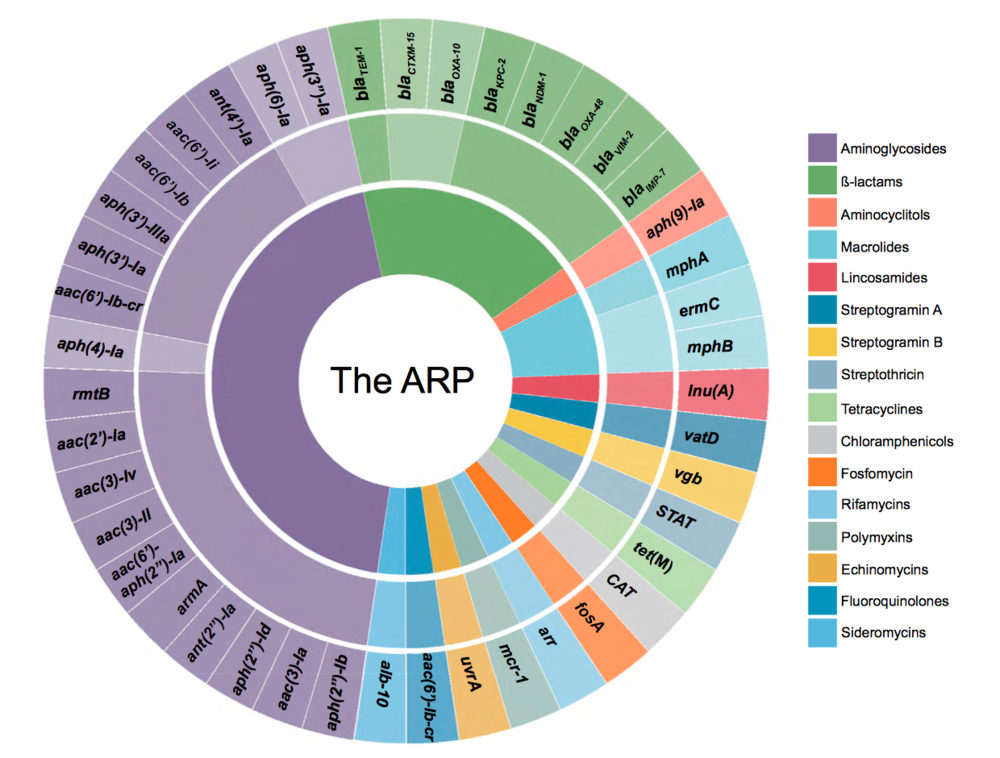 The ARP
bla TEM-1
bla CTXM-15
bla OXA-10
bla KPC-2
bla NDM-1
bla OXA-48
bla VIM-2
bla IMP-7
aph(9)-Ia
mphA
ermC
mphB
lnu(A)
vatD
vgb
STAT
tet(M)
CAT
fosA
arr
mcr-1
uvrA
aac(6’)-Ib-cr
alb-10
aph(2”)-Ib
aac(3)-Ia
aph(2”)-Id
ant(2”)-Ia
armA
aac(6’)-
aph(2”)-Ia
aac(3)-II
aac(3)-Iv
aac(2’)-Ia
rmtB
aph(4)-Ia
aac(6’)-Ib-cr
aph(3’)-Ia
aph(3’)-IIIa
aac(6’)-Ib
aac(6’)-Ii
ant(4’)-Ia
aph(6)-Ia
aph(3”)-Ia
Aminoglycosides
ß-lactams
Aminocyclitols
Macrolides
Lincosamides
Streptogramin A
Streptogramin B
Streptothricin
Tetracyclines
Chloramphenicols
Fosfomycin
Rifamycins
Polymyxins
Echinomycins
Fluoroquinolones
Sideromycins